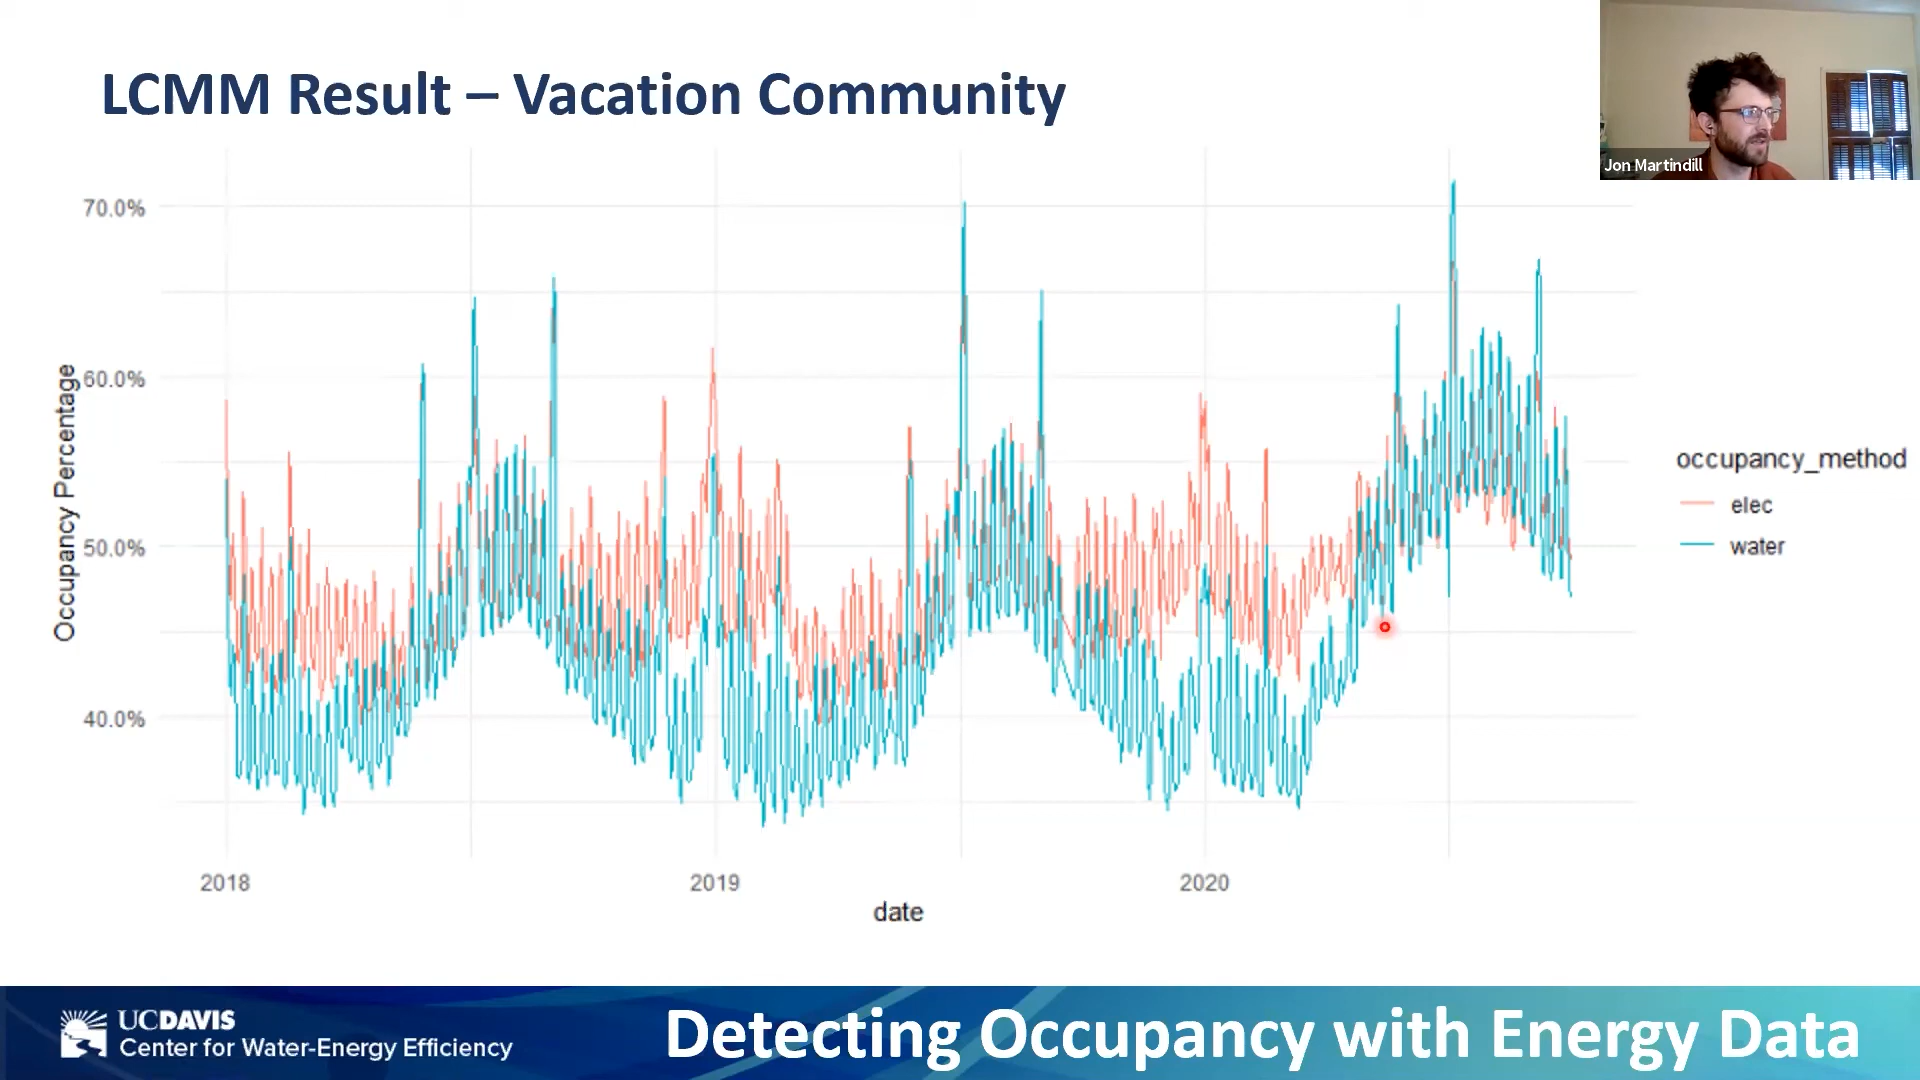 LCMM Result – Vacation Community
Jon Martindill
70.0%
60.0%
50.0%
40.0%
Occupancy Percentage
2018
2019
2020
date
occupancy_method
elec
water
UCDAVIS
Center for Water-Energy Efficiency
Detecting Occupancy with Energy Data